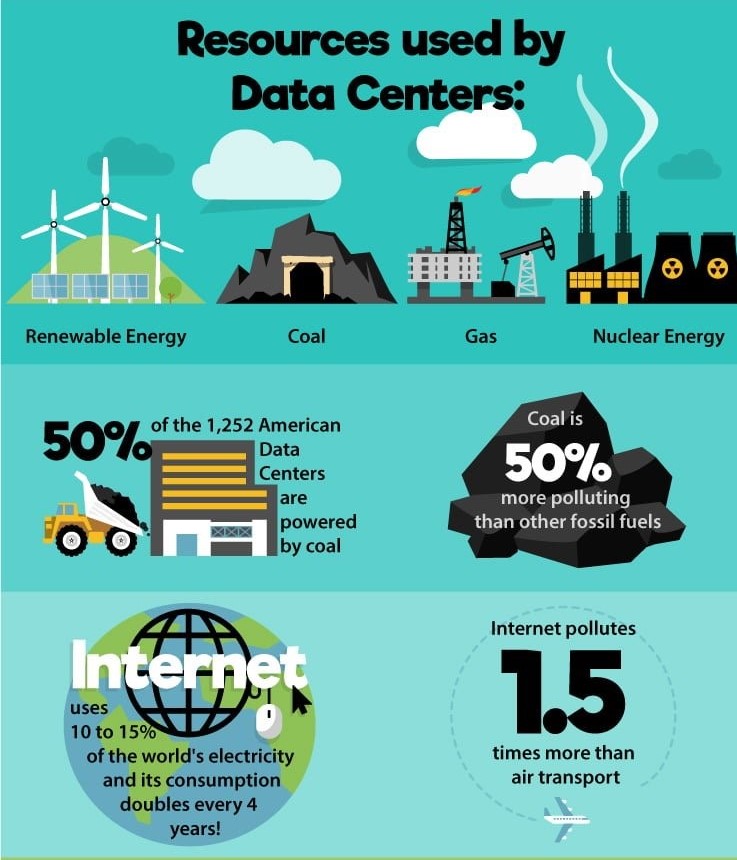 Resources used by
Data Centers:
Renewable Energy
Coal
Gas
Nuclear Energy
50% of the 1,252 American
Data
Centers
are
powered
by coal
Coal is
50%
more polluting
than other fossil fuels
Internet
uses
10 to 15%
of the world's electricity
and its consumption
doubles every 4
years!
Internet pollutes
1.5
times more than
air transport